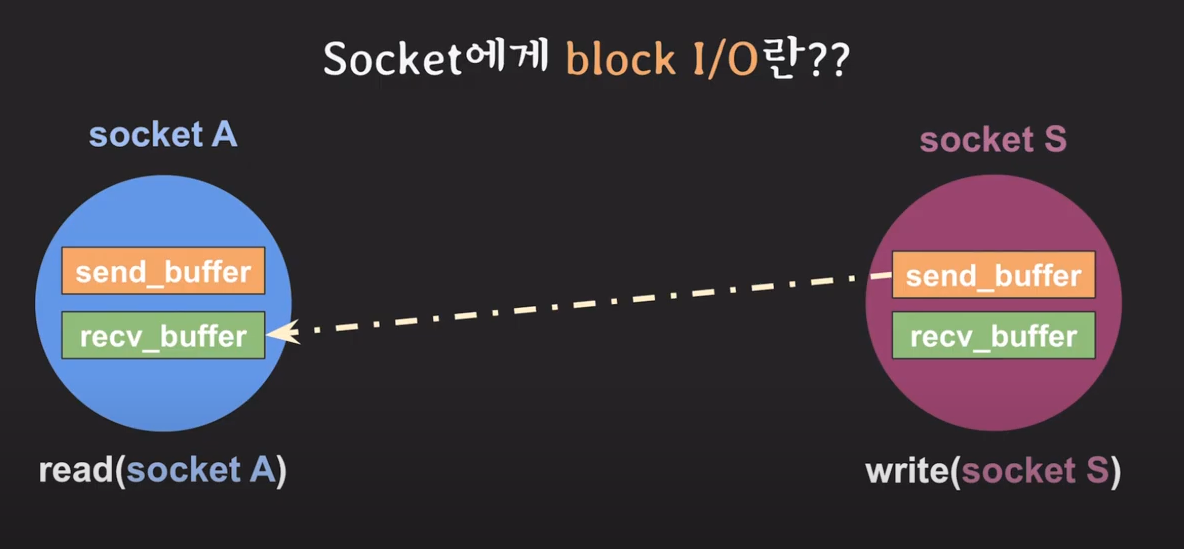 Socket에게 block I/O란??
socket A
socket S
send_buffer
recv_buffer
send_buffer
recv_buffer
read(socket A)
write(socket S)